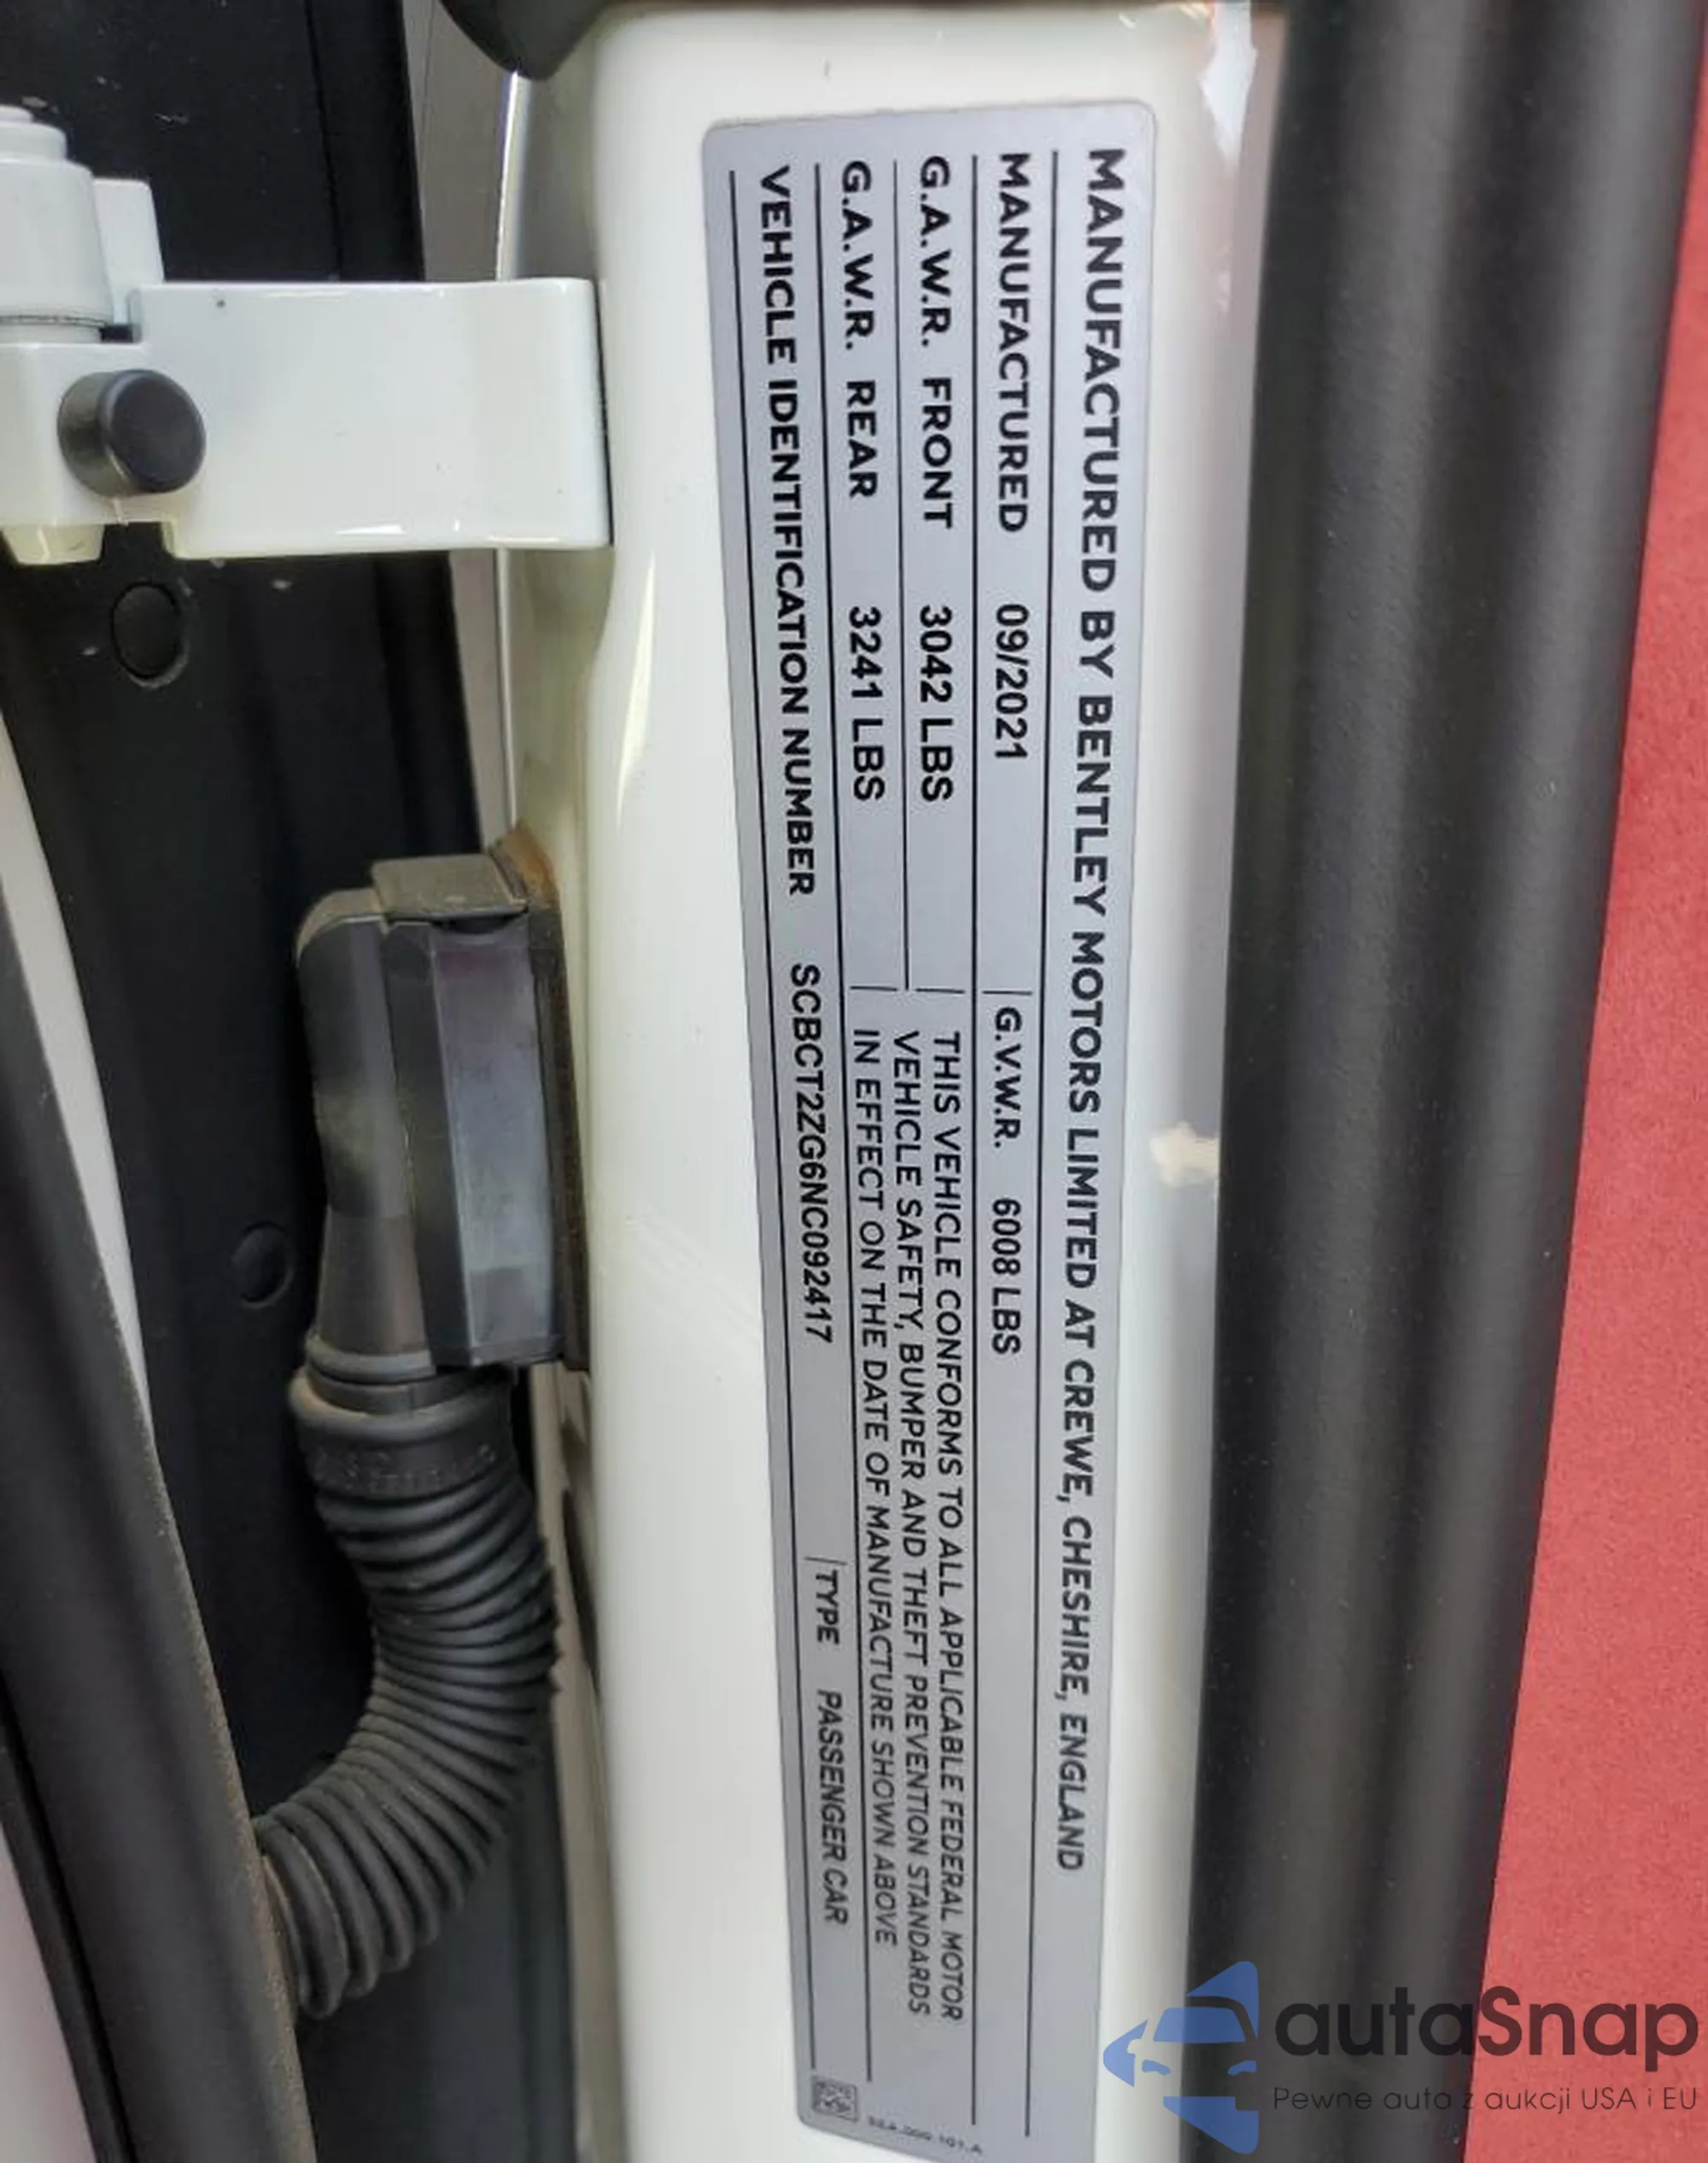 MANUFACTURED BY BENTLEY MOTORS LIMITED AT CREWE, CHESHIRE, ENGLAND
MANUFACTURED 09/2021 G.V.W.R. 6008 LBS
G.A.W.R. FRONT 3042 LBS
G.A.W.R. REAR 3241 LBS
THIS VEHICLE CONFORMS TO ALL APPLICABLE FEDERAL MOTOR
VEHICLE SAFETY, BUMPER AND THEFT PREVENTION STANDARDS
IN EFFECT ON THE DATE OF MANUFACTURE SHOWN ABOVE
VEHICLE IDENTIFICATION NUMBER SCBCT2ZG6NC092417 TYPE PASSENGER CAR
autaSnap
Pewne auta z aukcji USA i EU